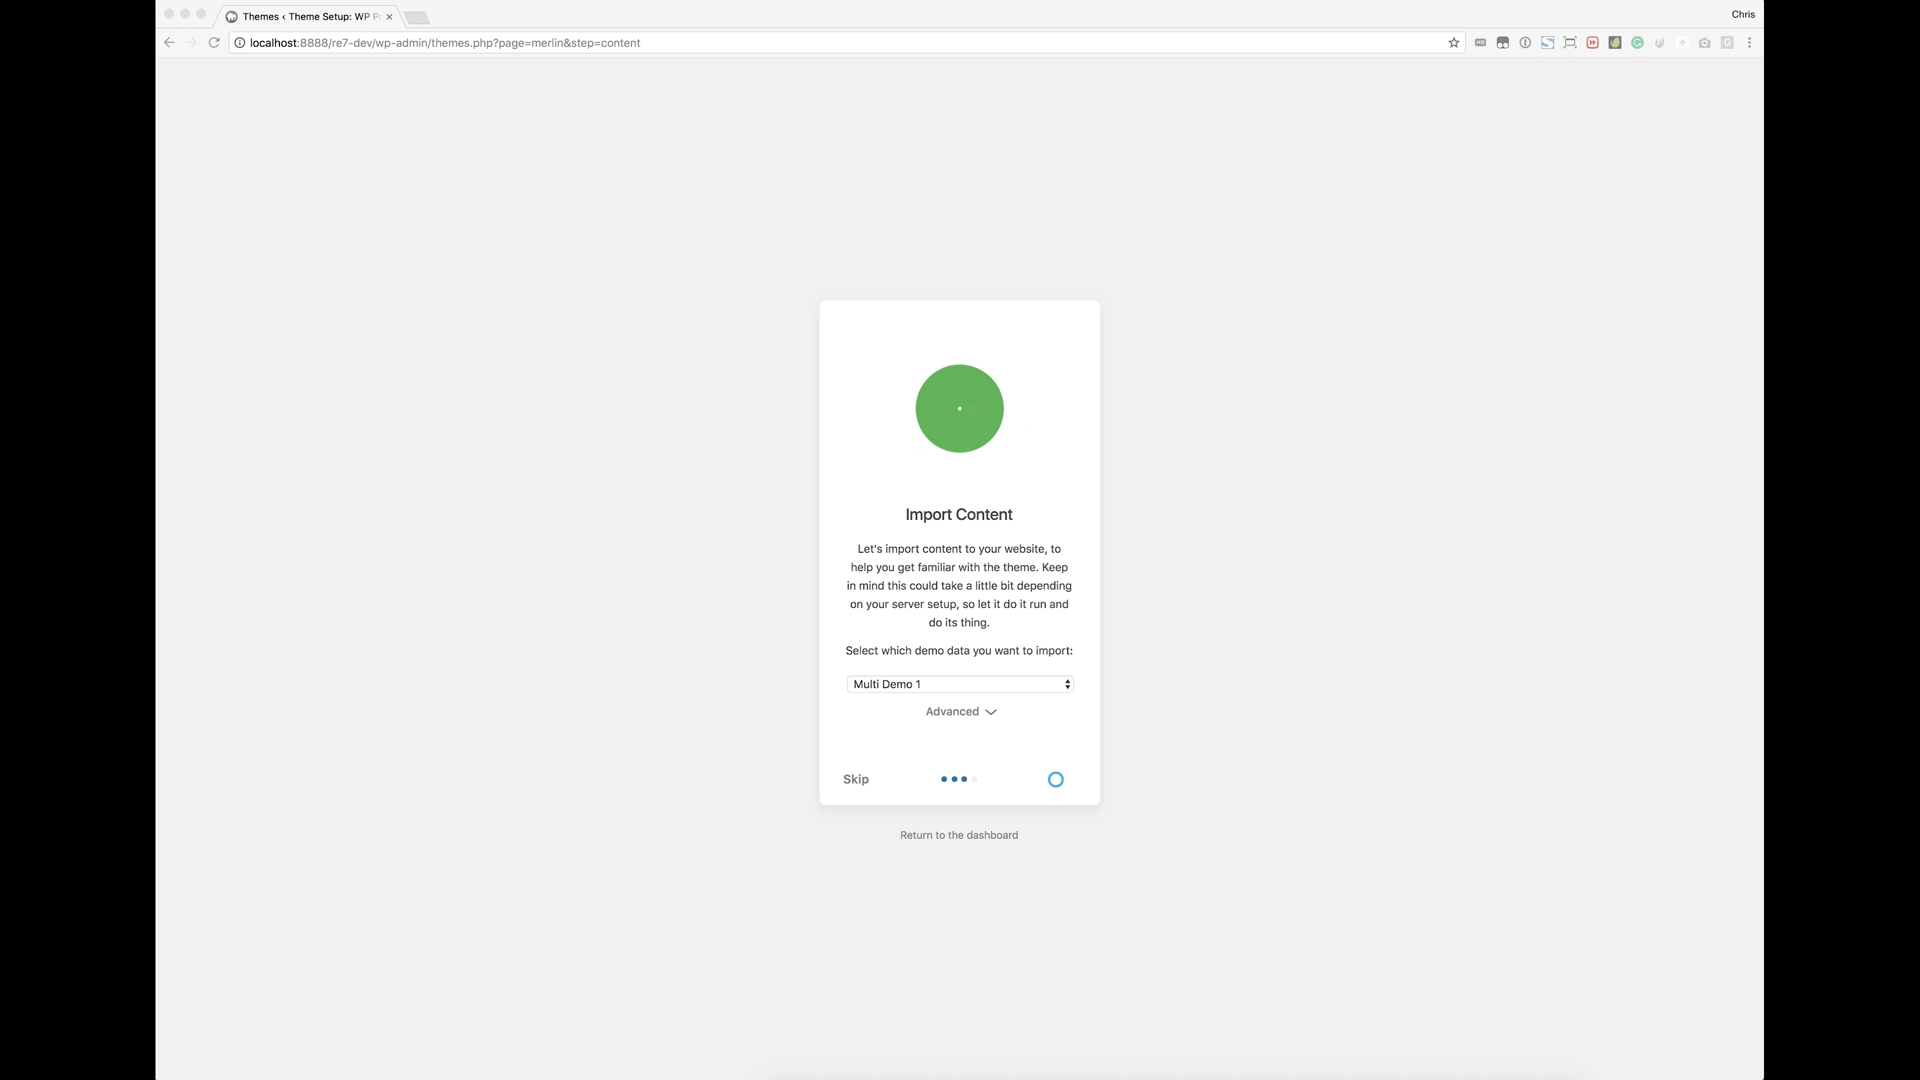 Themes ‹ Theme Setup: WP P
Chris
localhost:8888/re7-dev/wp-admin/themes.php?page=merlin&step=content
Import Content
Let's import content to your website, to
help you get familiar with the theme. Keep
in mind this could take a little bit depending
on your server setup, so let it do it run and
do its thing.
Select which demo data you want to import:
Multi Demo 1
Advanced
Skip
Return to the dashboard